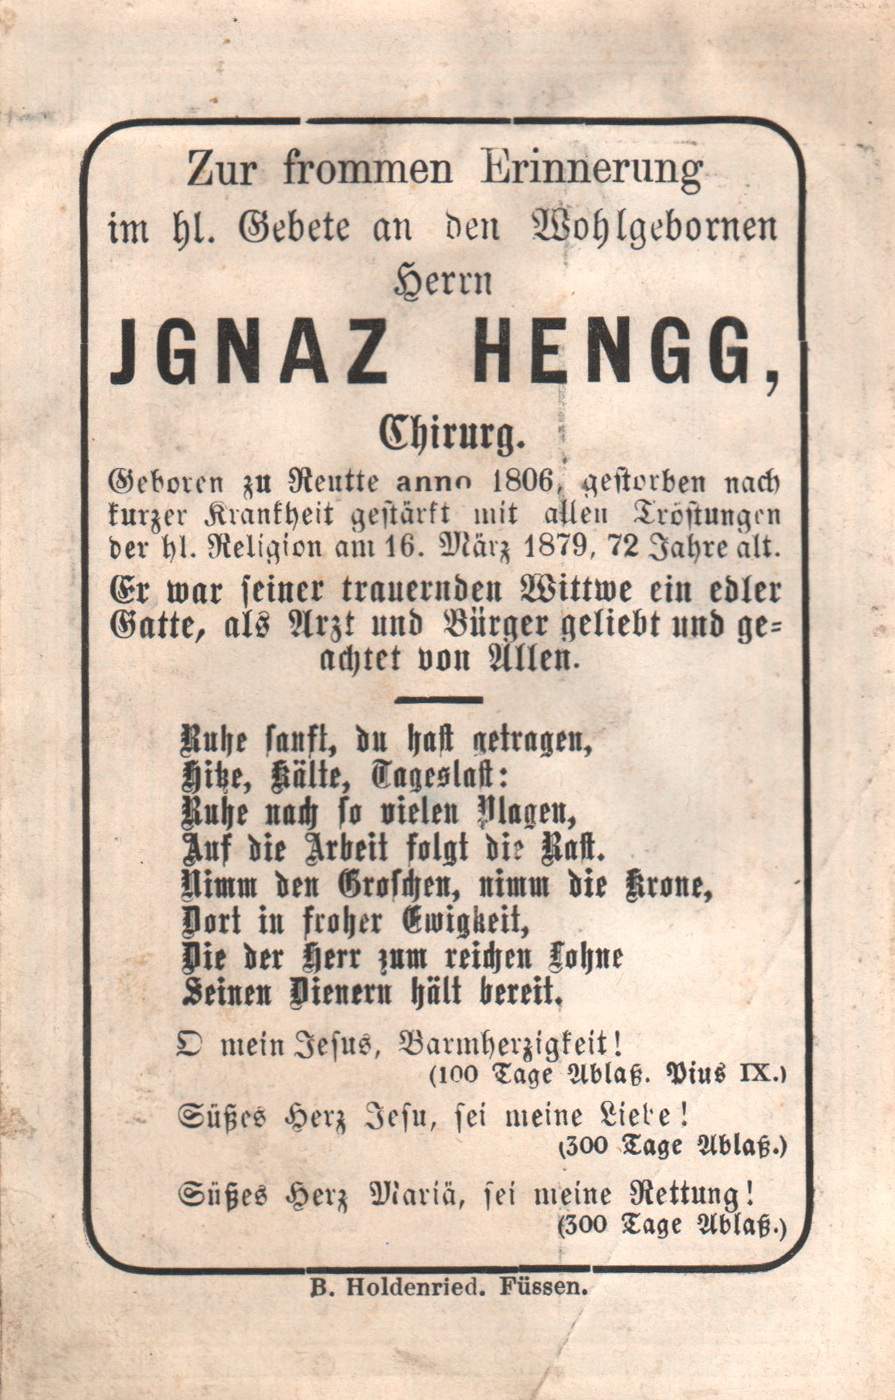 Zur frommen Erinnerung
im hl. Gebete an den Wohlgebornen
Herrn
JGNAZ HENGG,
Chirurg.
Geboren zu Reutte anno 1806, gestorben nach
kurzer Krankheit gestärkt mit allen Tröstungen
der hl. Religion am 16. März 1879, 72 Jahre alt.
Er war seiner trauernden Wittwe ein edler
Gatte, als Arzt und Bürger geliebt und ge-
achtet von Allen.
Ruhe sanft, du hast getragen,
Hitze, Kälte, Tageslast:
Ruhe nach so vielen Plagen,
Auf die Arbeit folgt die Rast.
Nimm den Groschen, nimm die Krone,
Dort in froher Ewigkeit,
Die der Herr zum reichen Lohne
Seinen Dienern hält bereit.
O mein Jesus, Barmherzigkeit!
(100 Tage Ablaß. Pius IX.)
Süßes Herz Jesu, sei meine Liebe!
(300 Tage Ablaß.)
Süßes Herz Mariä, sei meine Rettung!
(300 Tage Ablaß.)
B. Holdenried. Füssen.